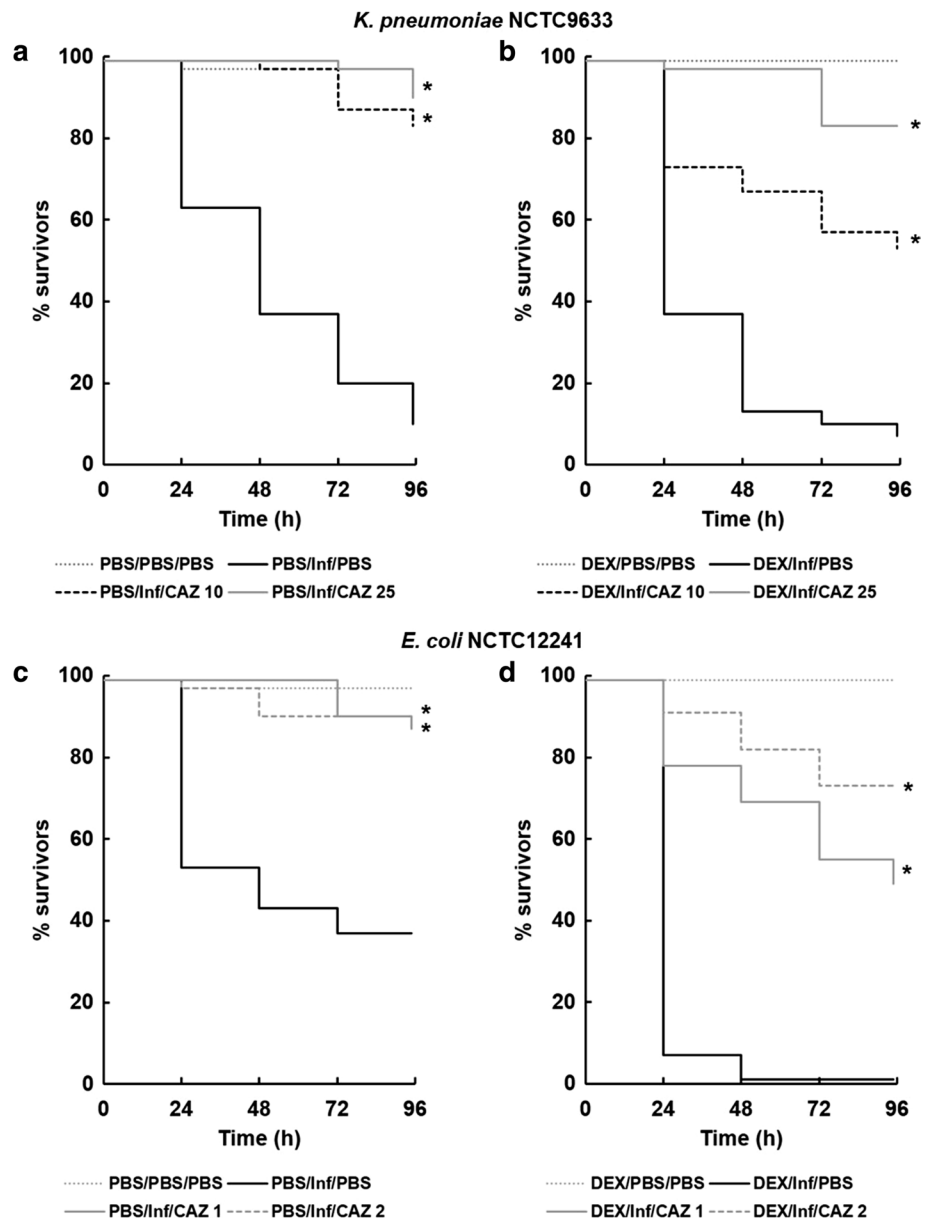 K. pneumoniae NCTC9633
a
b
100
80
60
40
20
0
% survivors
0 24 48 72 96
Time (h)
*
*
PBS/PBS/PBS PBS/Inf/PBS
PBS/Inf/CAZ 10 PBS/Inf/CAZ 25
100
80
60
40
20
0
% survivors
0 24 48 72 96
Time (h)
*
*
DEX/PBS/PBS DEX/Inf/PBS
DEX/Inf/CAZ 10 DEX/Inf/CAZ 25
E. coli NCTC12241
c
d
100
80
60
40
20
0
% survivors
0 24 48 72 96
Time (h)
*
*
PBS/PBS/PBS PBS/Inf/PBS
PBS/Inf/CAZ 1 PBS/Inf/CAZ 2
100
80
60
40
20
0
% survivors
0 24 48 72 96
Time (h)
*
*
DEX/PBS/PBS DEX/Inf/PBS
DEX/Inf/CAZ 1 DEX/Inf/CAZ 2